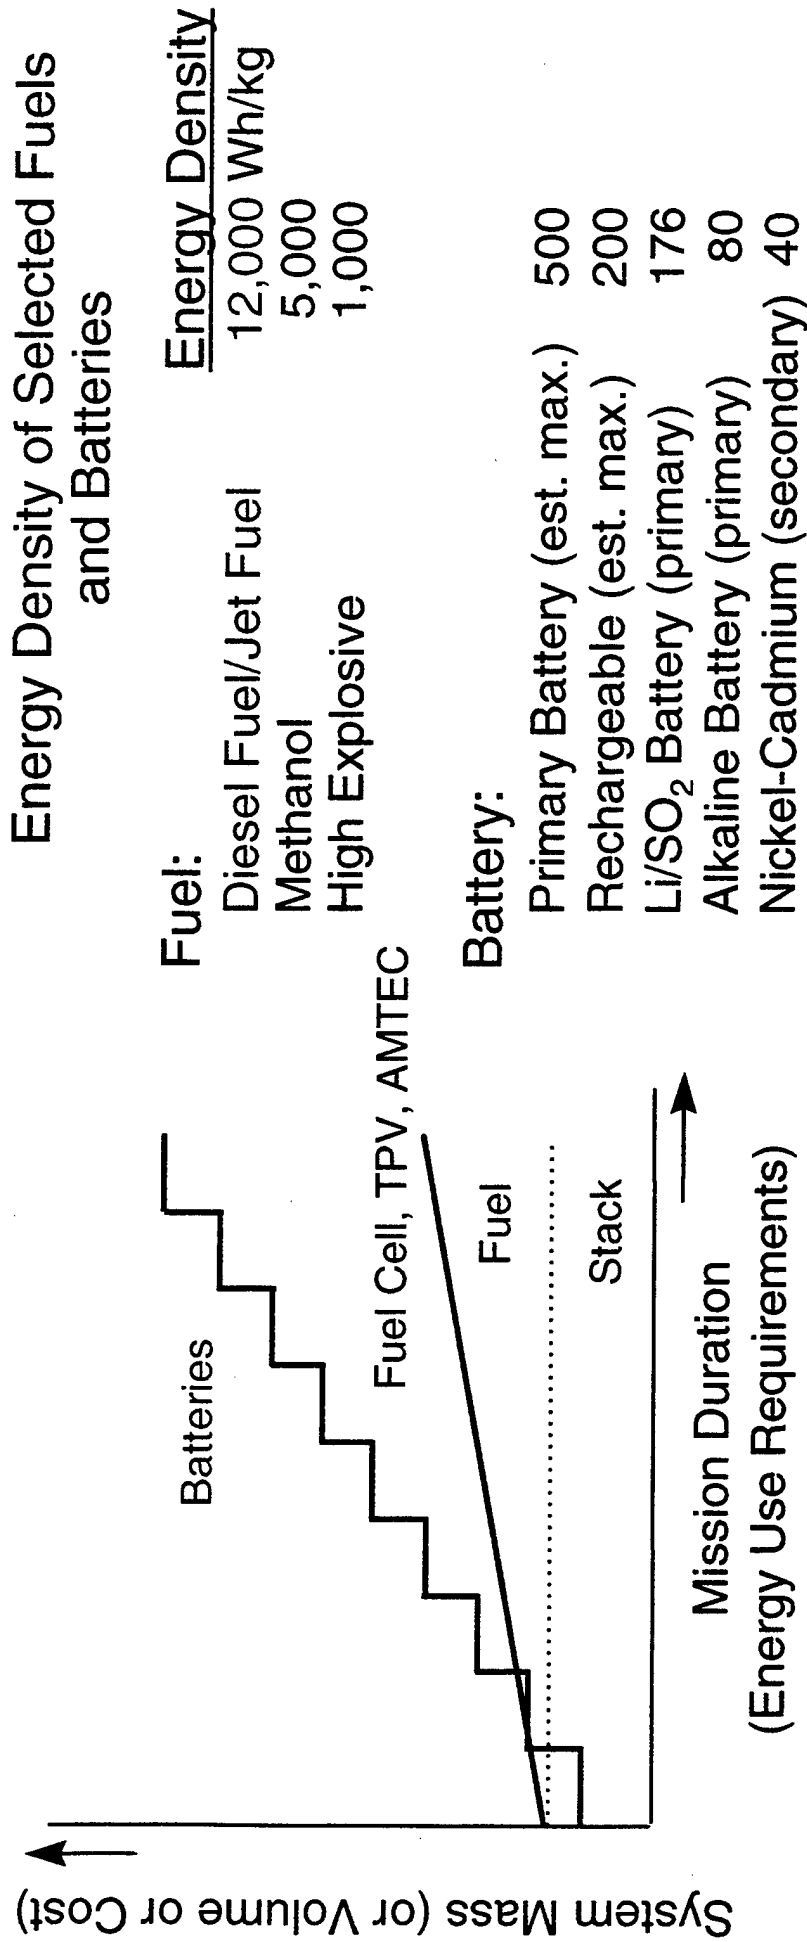 Energy Density of Selected Fuels
and Batteries
Fuel: Energy Density
Diesel Fuel/Jet Fuel 12,000 Wh/kg
Methanol 5,000
High Explosive 1,000
Battery:
Primary Battery (est. max.) 500
Rechargeable (est. max.) 200
Li/SO₂ Battery (primary) 176
Alkaline Battery (primary) 80
Nickel-Cadmium (secondary) 40
System Mass (or Volume or Cost)
Batteries
Fuel Cell, TPV, AMTEC
Fuel
Stack
Mission Duration
(Energy Use Requirements)